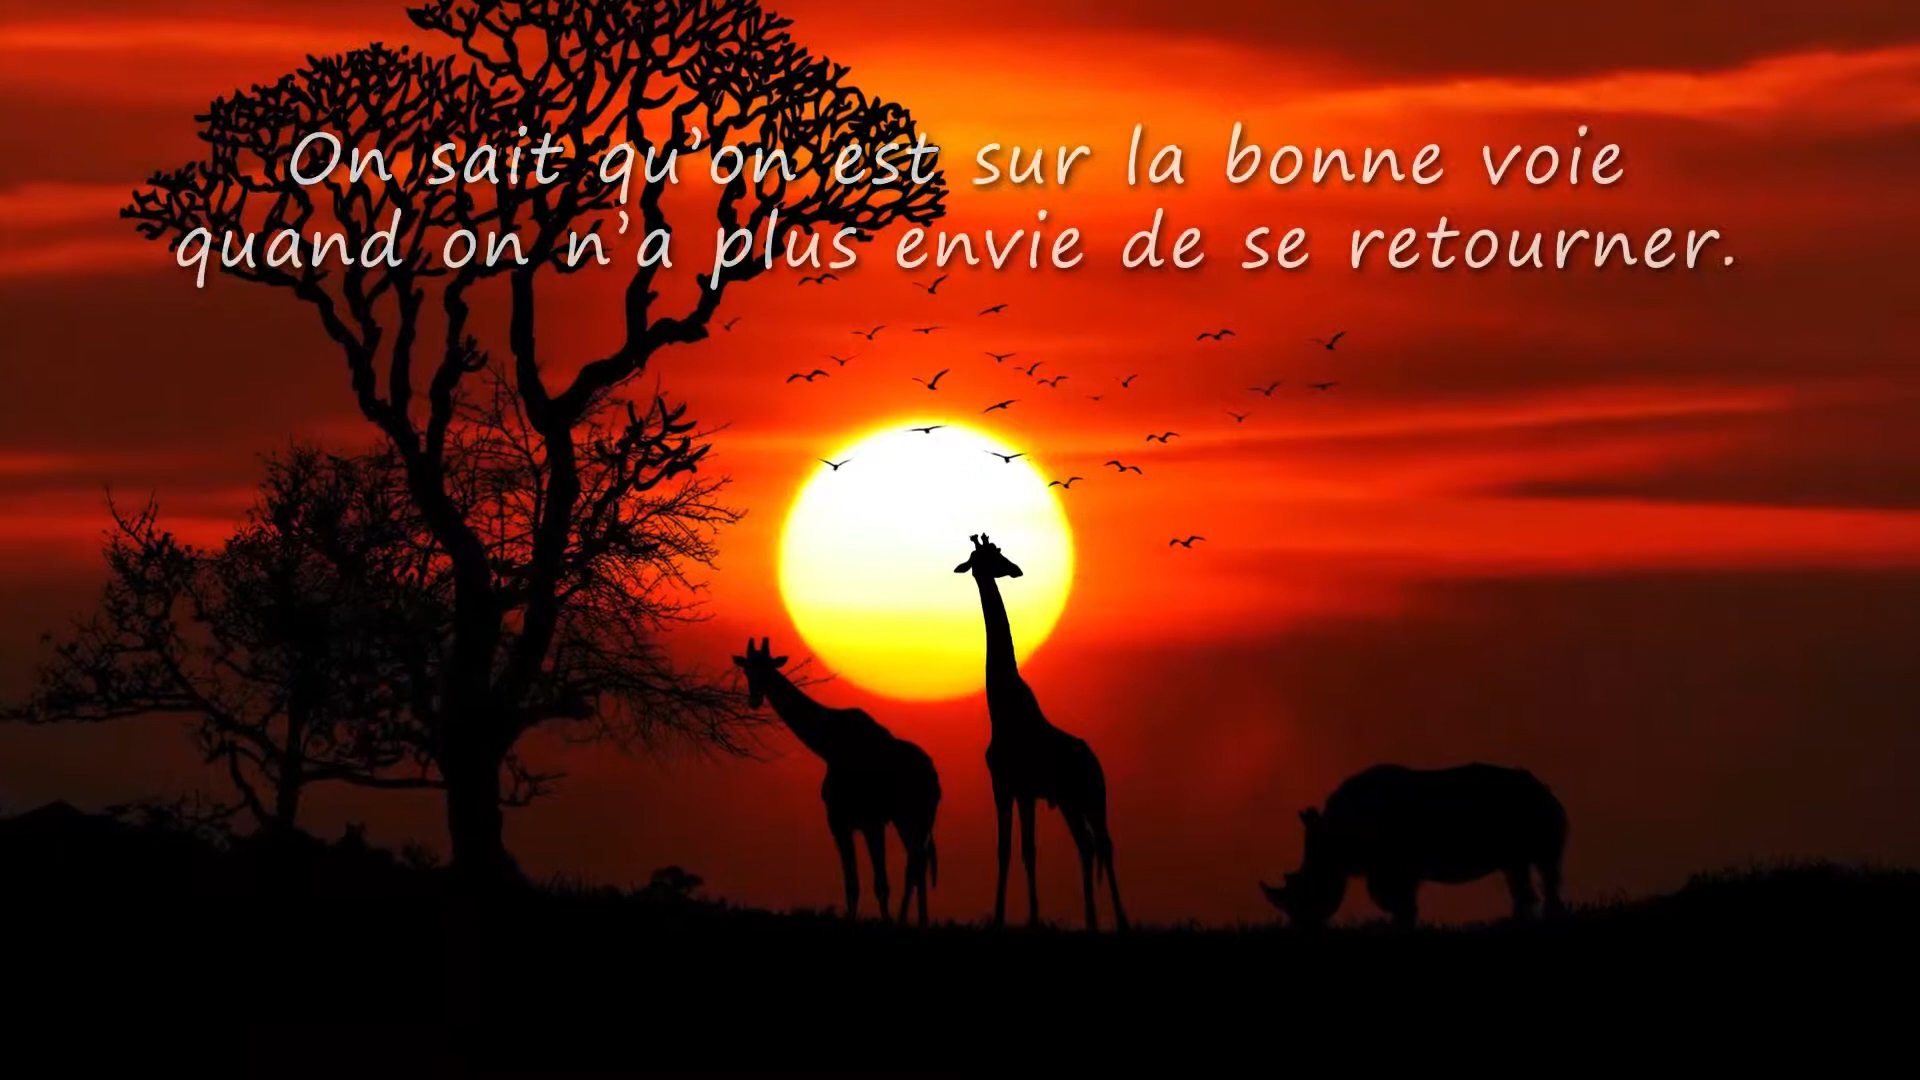 On sait qu’on est sur la bonne voie
quand on n’a plus envie de se retourner.